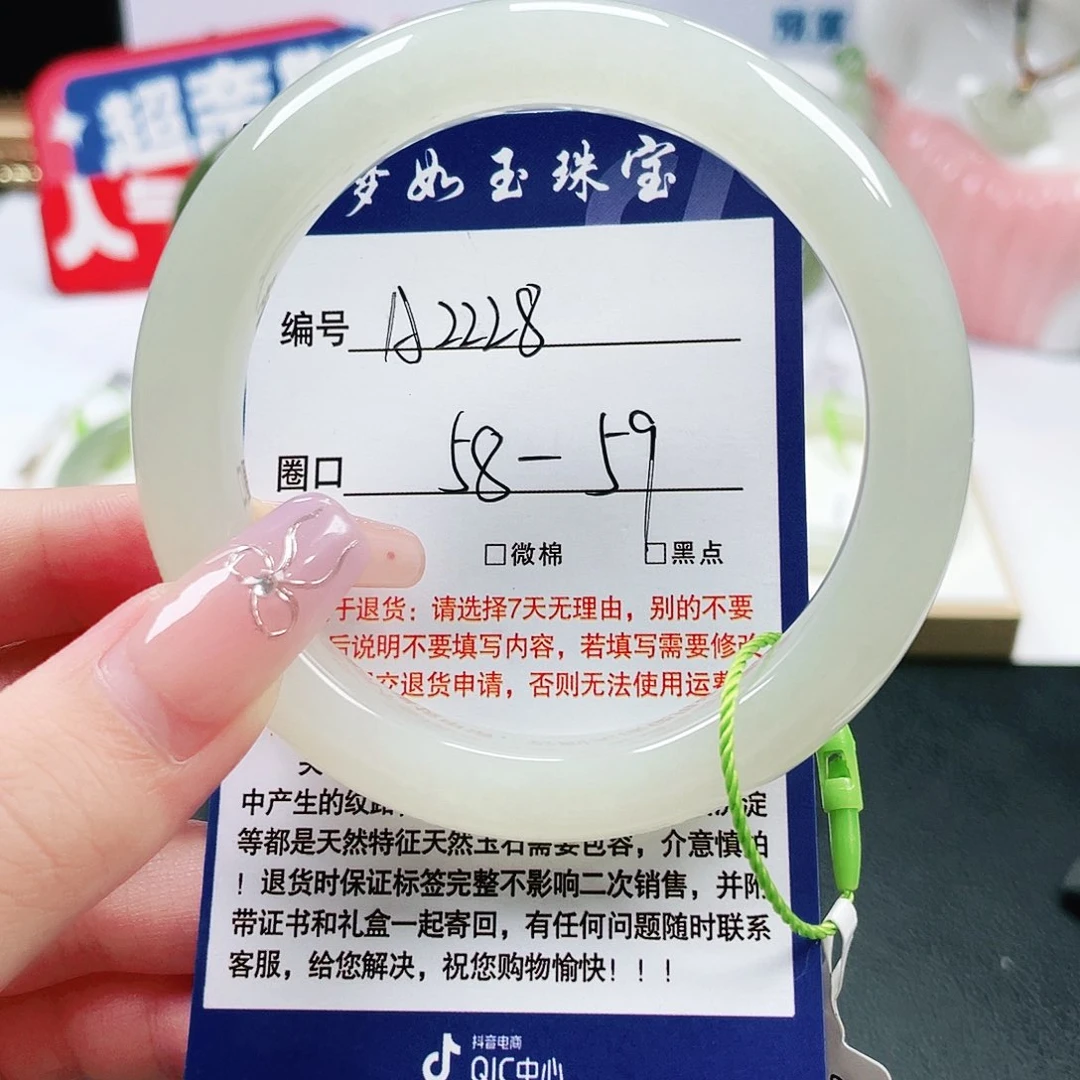 超
人
梦如玉珠宝
编号 A2228
圈口 58-59
□微棉 □黑点
于退货：请选择7天无理由，别的不要
后说明不要填写内容，若填写需要修改
交退货申请，否则无法使用运费
中产生的纹路
等都是天然特征天然玉石需要包容，介意慎拍
！退货时保证标签完整不影响二次销售，并附
带证书和礼盒一起寄回，有任何问题随时联系
客服，给您解决，祝您购物愉快！！！
抖音电商
QIC中心